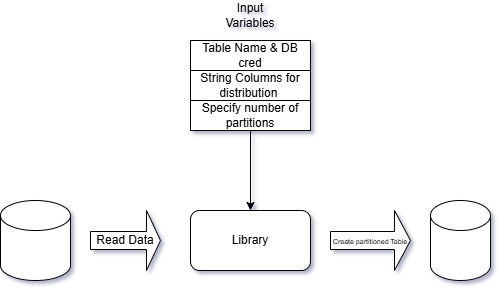 Input
Variables
Table Name & DB
cred
String Columns for
distribution
Specify number of
partitions
Read Data
Library
Create partitioned Table